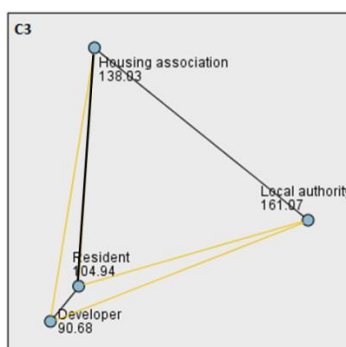 C3
Housing association
138.03
Local authority
161.07
Resident
104.94
Developer
90.68